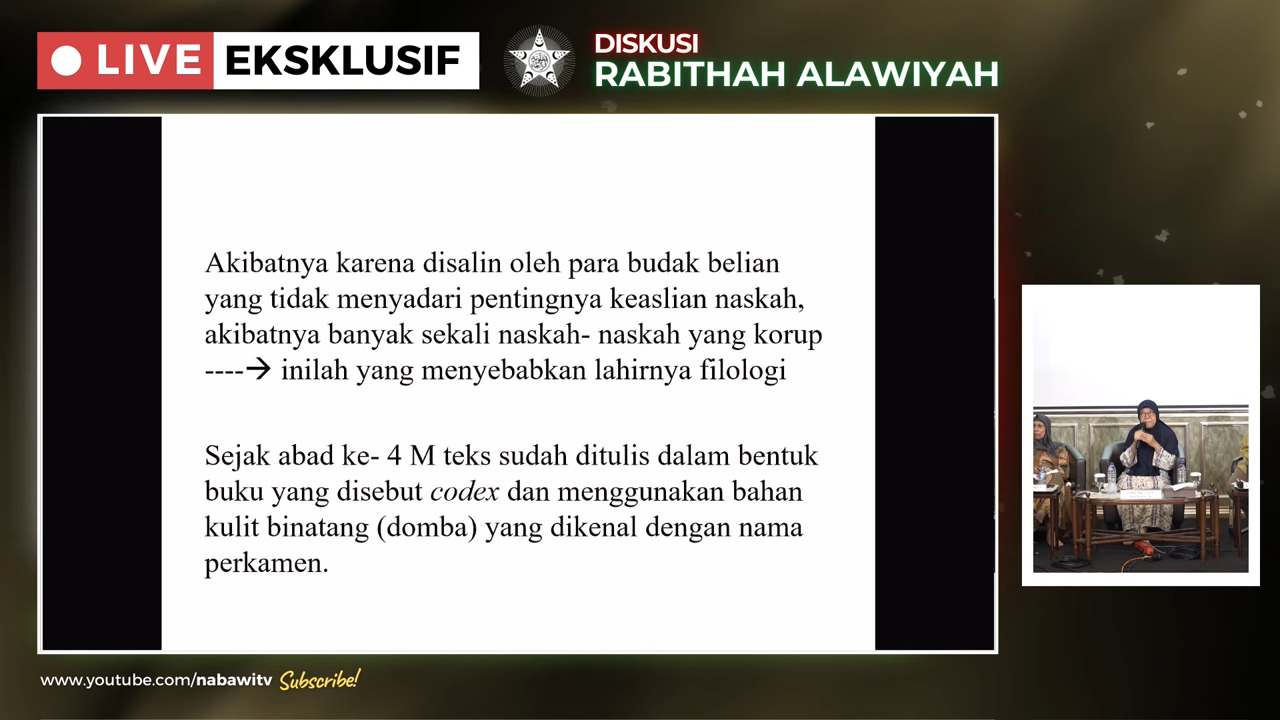 LIVE EKSKLUSIF
DISKUSI
RABITHAH ALAWIYAH
Akibatnya karena disalin oleh para budak belian
yang tidak menyadari pentingnya keaslian naskah,
akibatnya banyak sekali naskah- naskah yang korup
----→ inilah yang menyebabkan lahirnya filologi
Sejak abad ke- 4 M teks sudah ditulis dalam bentuk
buku yang disebut codex dan menggunakan bahan
kulit binatang (domba) yang dikenal dengan nama
perkamen.
www.youtube.com/nabawitv Subscribe!